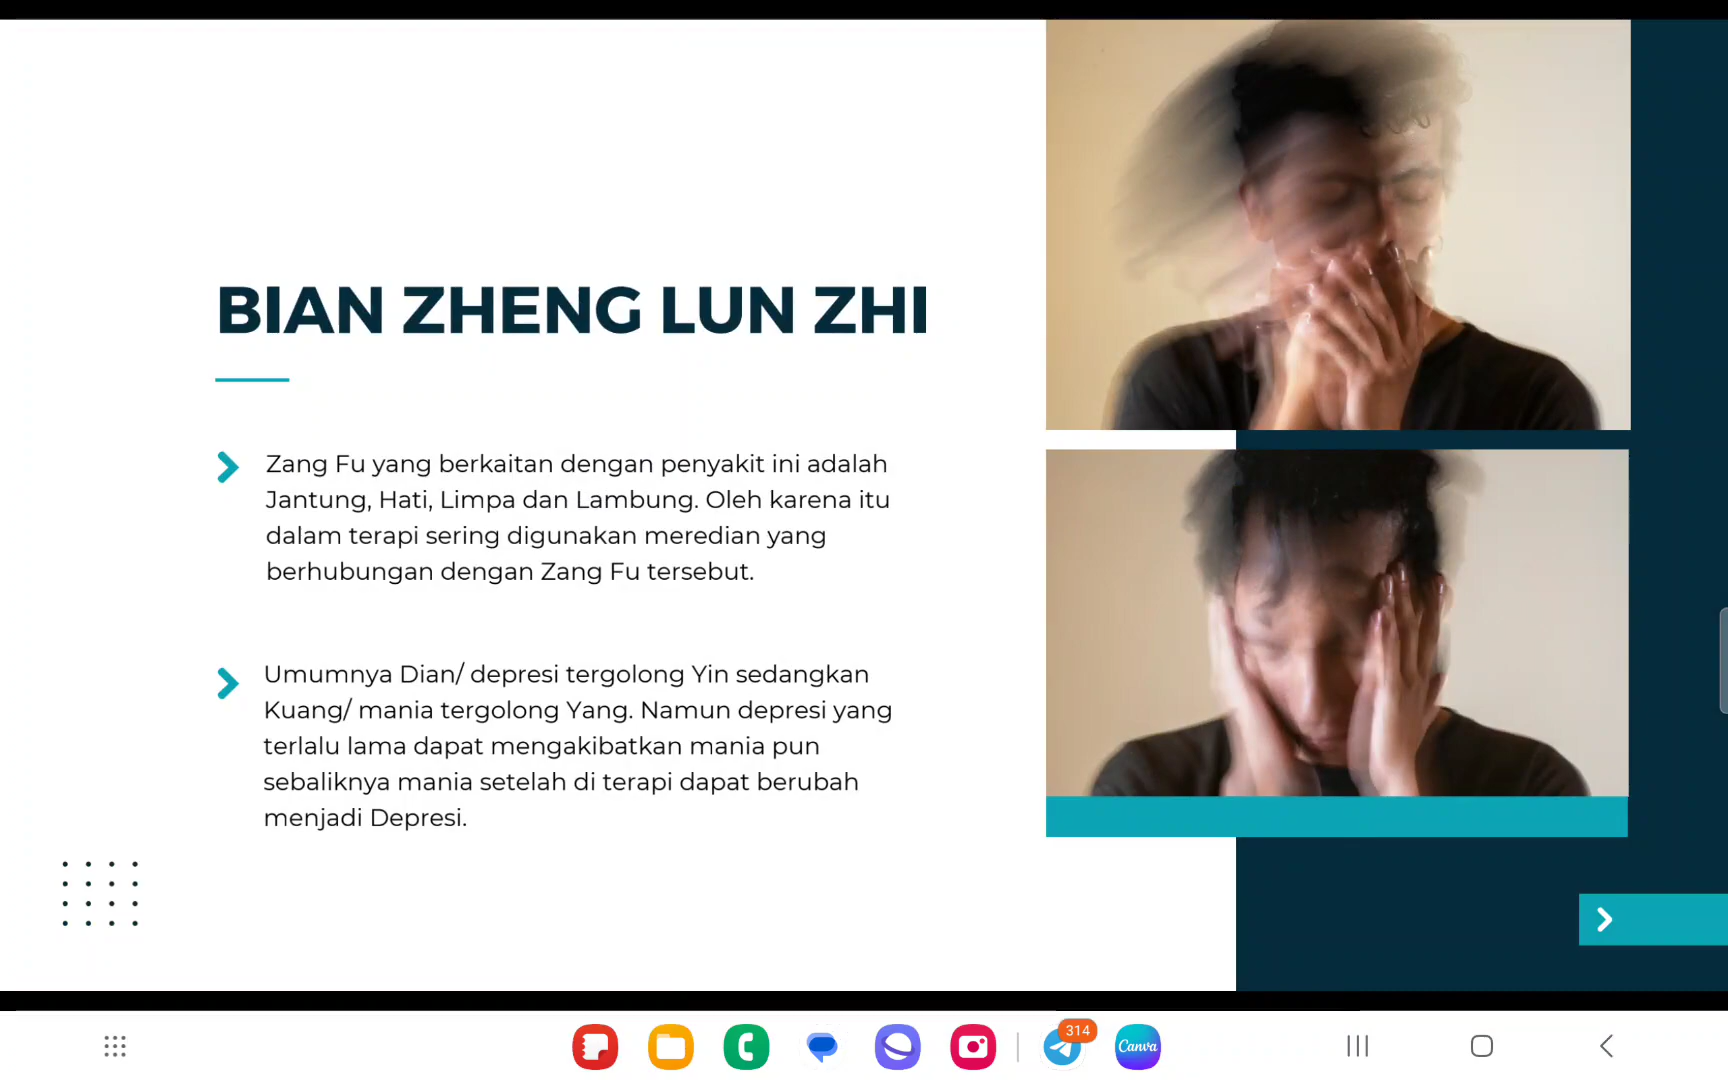 BIAN ZHENG LUN ZHI
Zang Fu yang berkaitan dengan penyakit ini adalah
Jantung, Hati, Limpa dan Lambung. Oleh karena itu
dalam terapi sering digunakan meredian yang
berhubungan dengan Zang Fu tersebut.
Umumnya Dian/ depresi tergolong Yin sedangkan
Kuang/ mania tergolong Yang. Namun depresi yang
terlalu lama dapat mengakibatkan mania pun
sebaliknya mania setelah di terapi dapat berubah
menjadi Depresi.
314
Canva